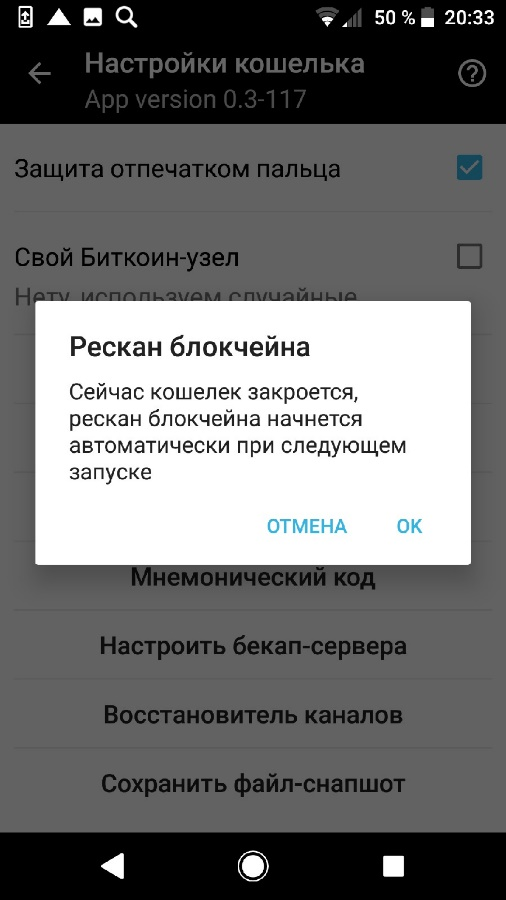 50 % 20:33
Настройки кошелька
App version 0.3-117
Защита отпечатком пальца
Свой Биткоин-узел
Нету, используем случайные
Рескан блокчейна
Сейчас кошелек закроется,
рескан блокчейна начнется
автоматически при следующем
запуске
ОТМЕНА OK
Мнемонический код
Настроить бекап-сервера
Восстановитель каналов
Сохранить файл-снапшот